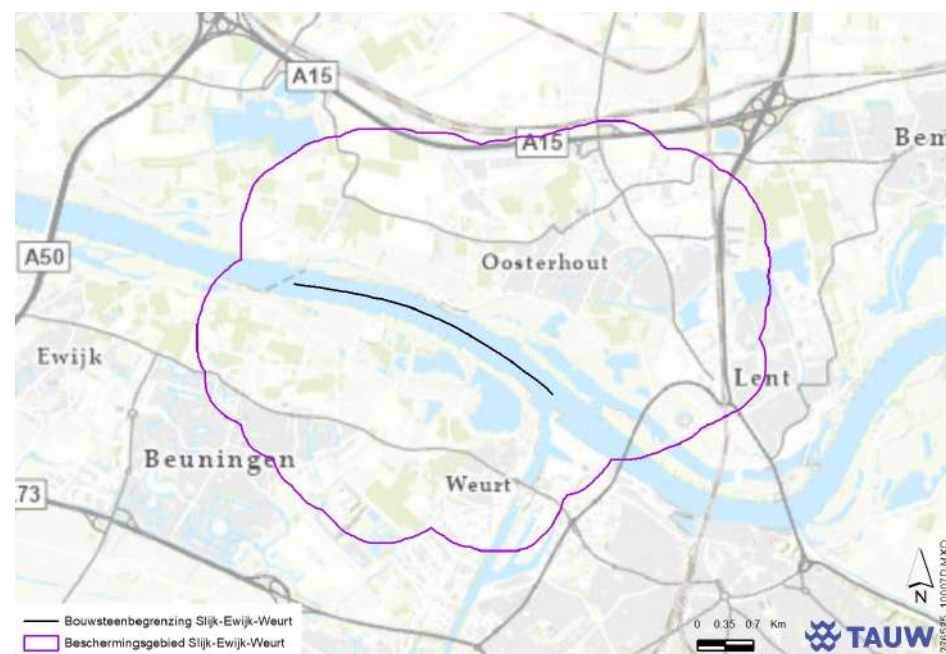 A15
A15
Bem
A50
Oosterhout
Ewijk
Lent
Beuningen
Weurt
A73
N
Bouwsteenbegrenzing Slijk-Ewijk-Weurt
Beschermingsgebied Slijk-Ewijk-Weurt
0 0.35 0.7 Km
TAUW